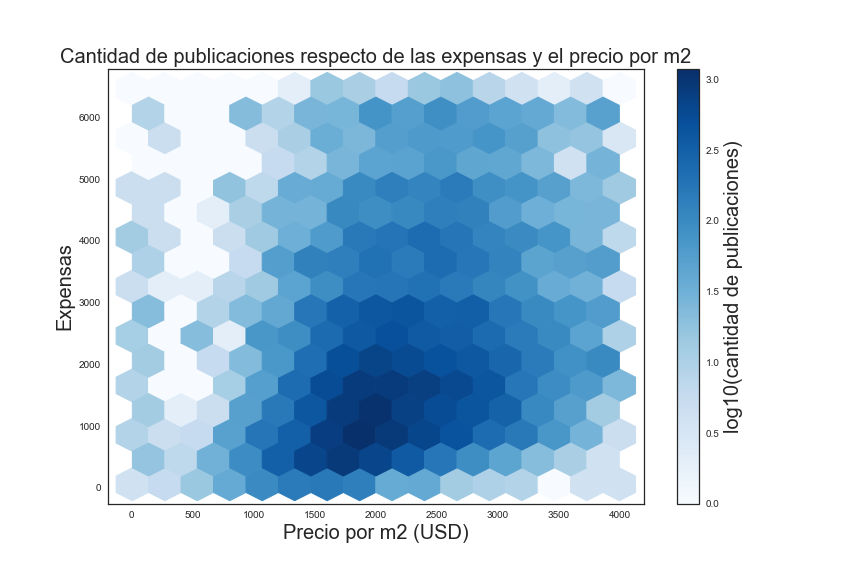 Cantidad de publicaciones respecto de las expensas y el precio por m2
Expensas
6000
5000
4000
3000
2000
1000
0
0 500 1000 1500 2000 2500 3000 3500 4000
Precio por m2 (USD)
3.0
2.5
2.0
1.5
1.0
0.5
0.0
log10(cantidad de publicaciones)